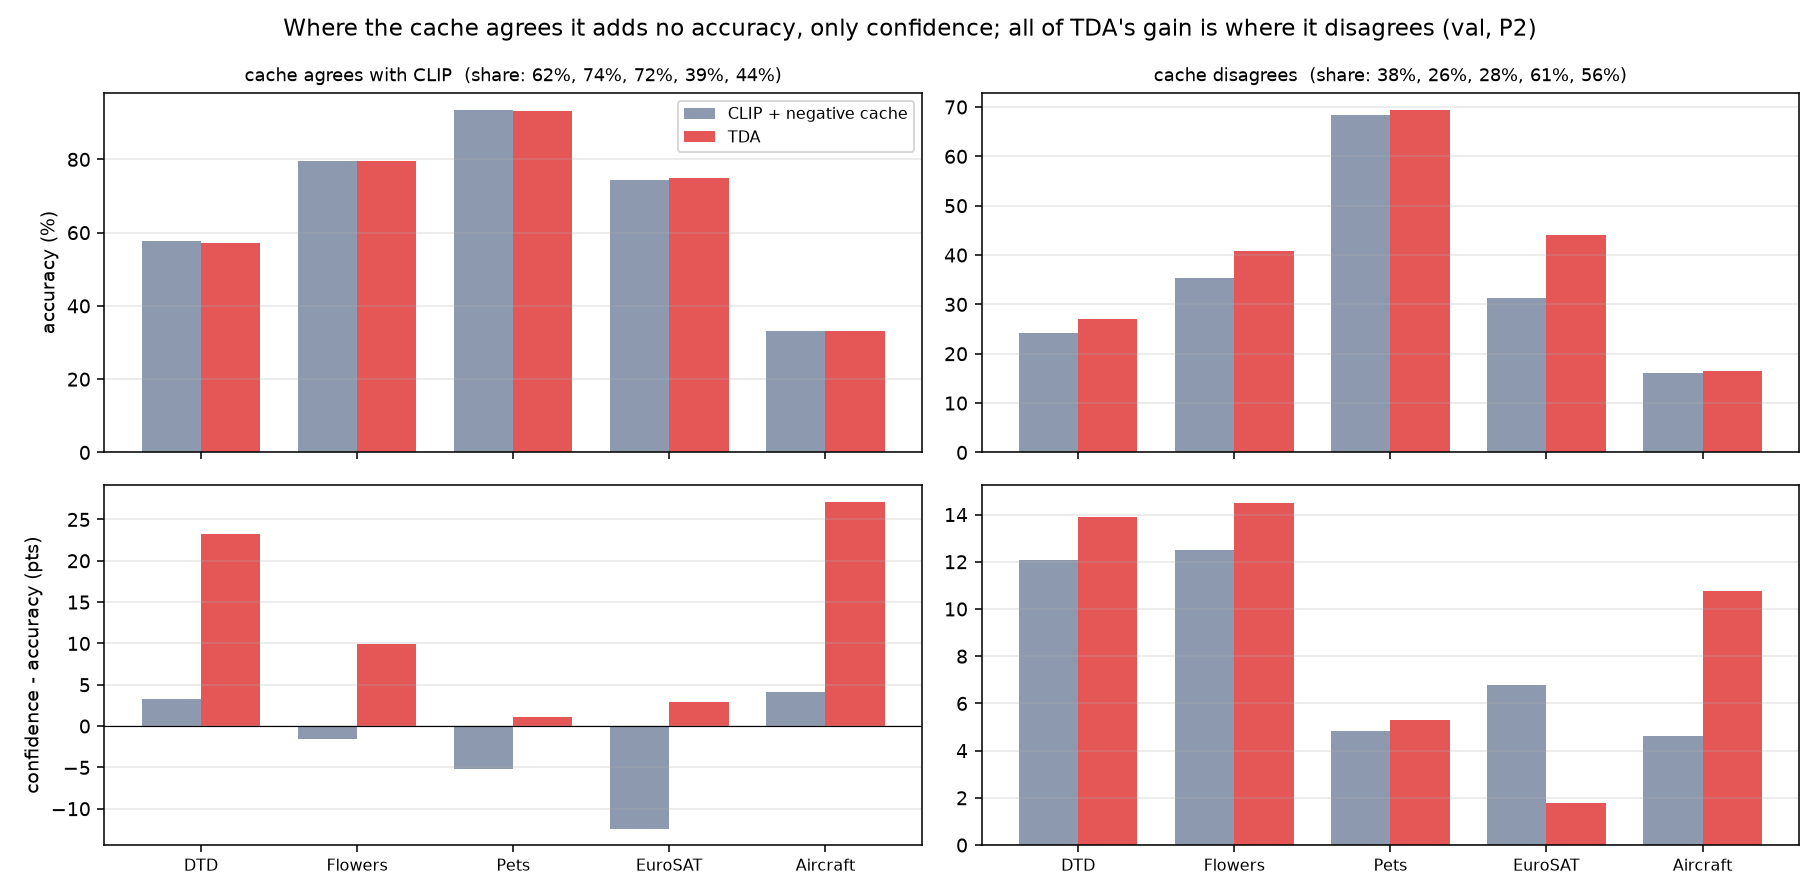 Where the cache agrees it adds no accuracy, only confidence; all of TDA's gain is where it disagrees (val, P2)
cache agrees with CLIP (share: 62%, 74%, 72%, 39%, 44%)
accuracy (%)
80
60
40
20
0
CLIP + negative cache
TDA
cache disagrees (share: 38%, 26%, 28%, 61%, 56%)
70
60
50
40
30
20
10
0
confidence - accuracy (pts)
25
20
15
10
5
0
−5
−10
DTD
Flowers
Pets
EuroSAT
Aircraft
14
12
10
8
6
4
2
0
DTD
Flowers
Pets
EuroSAT
Aircraft